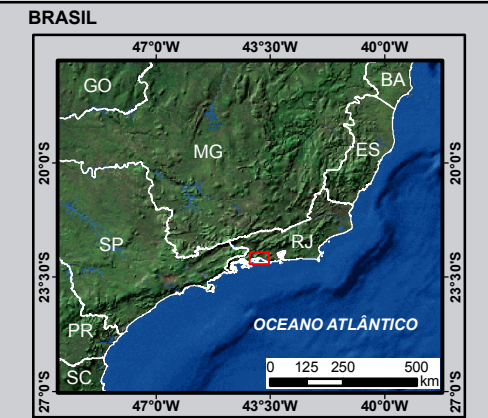 BRASIL
47°0'W 43°30'W 40°0'W
GO
BA
MG
ES
20°0'S 20°0'S
SP
RJ
23°30'S 23°30'S
PR
OCEANO ATLÂNTICO
SC
0 125 250 500
km
27°0'S 27°0'S
47°0'W 43°30'W 40°0'W